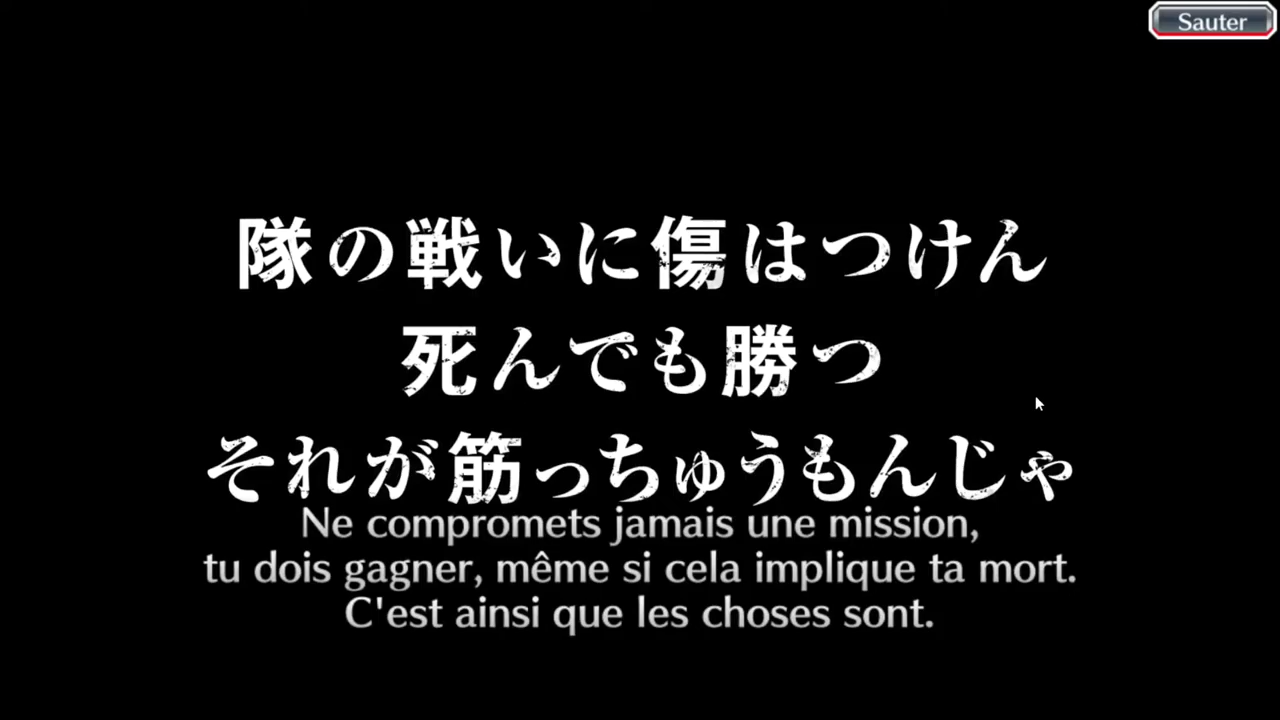 Sauter
隊の戦いに傷はつけん
死んでも勝つ
それが筋っちゅうもんじゃ
Ne compromets jamais une mission,
tu dois gagner, même si cela implique ta mort.
C'est ainsi que les choses sont.